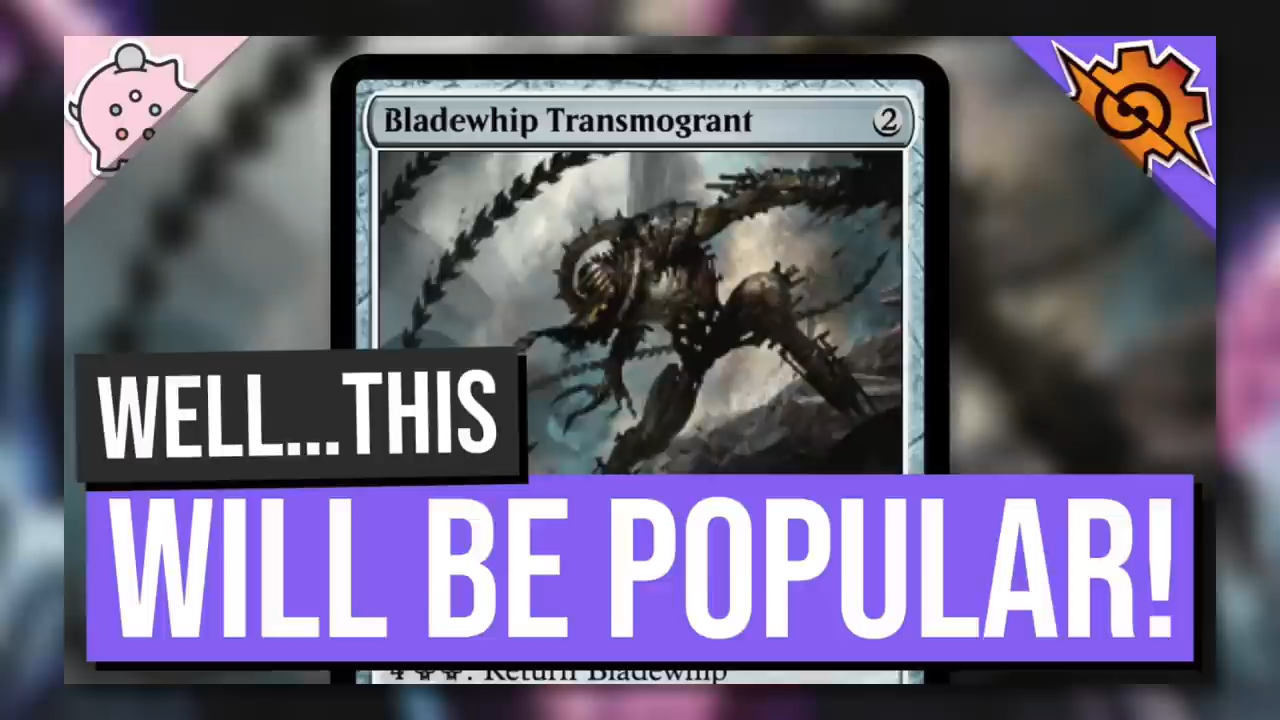 Bladewhip Transmogrant 2
WELL...THIS
WILL BE POPULAR!
: Return Bladewhip